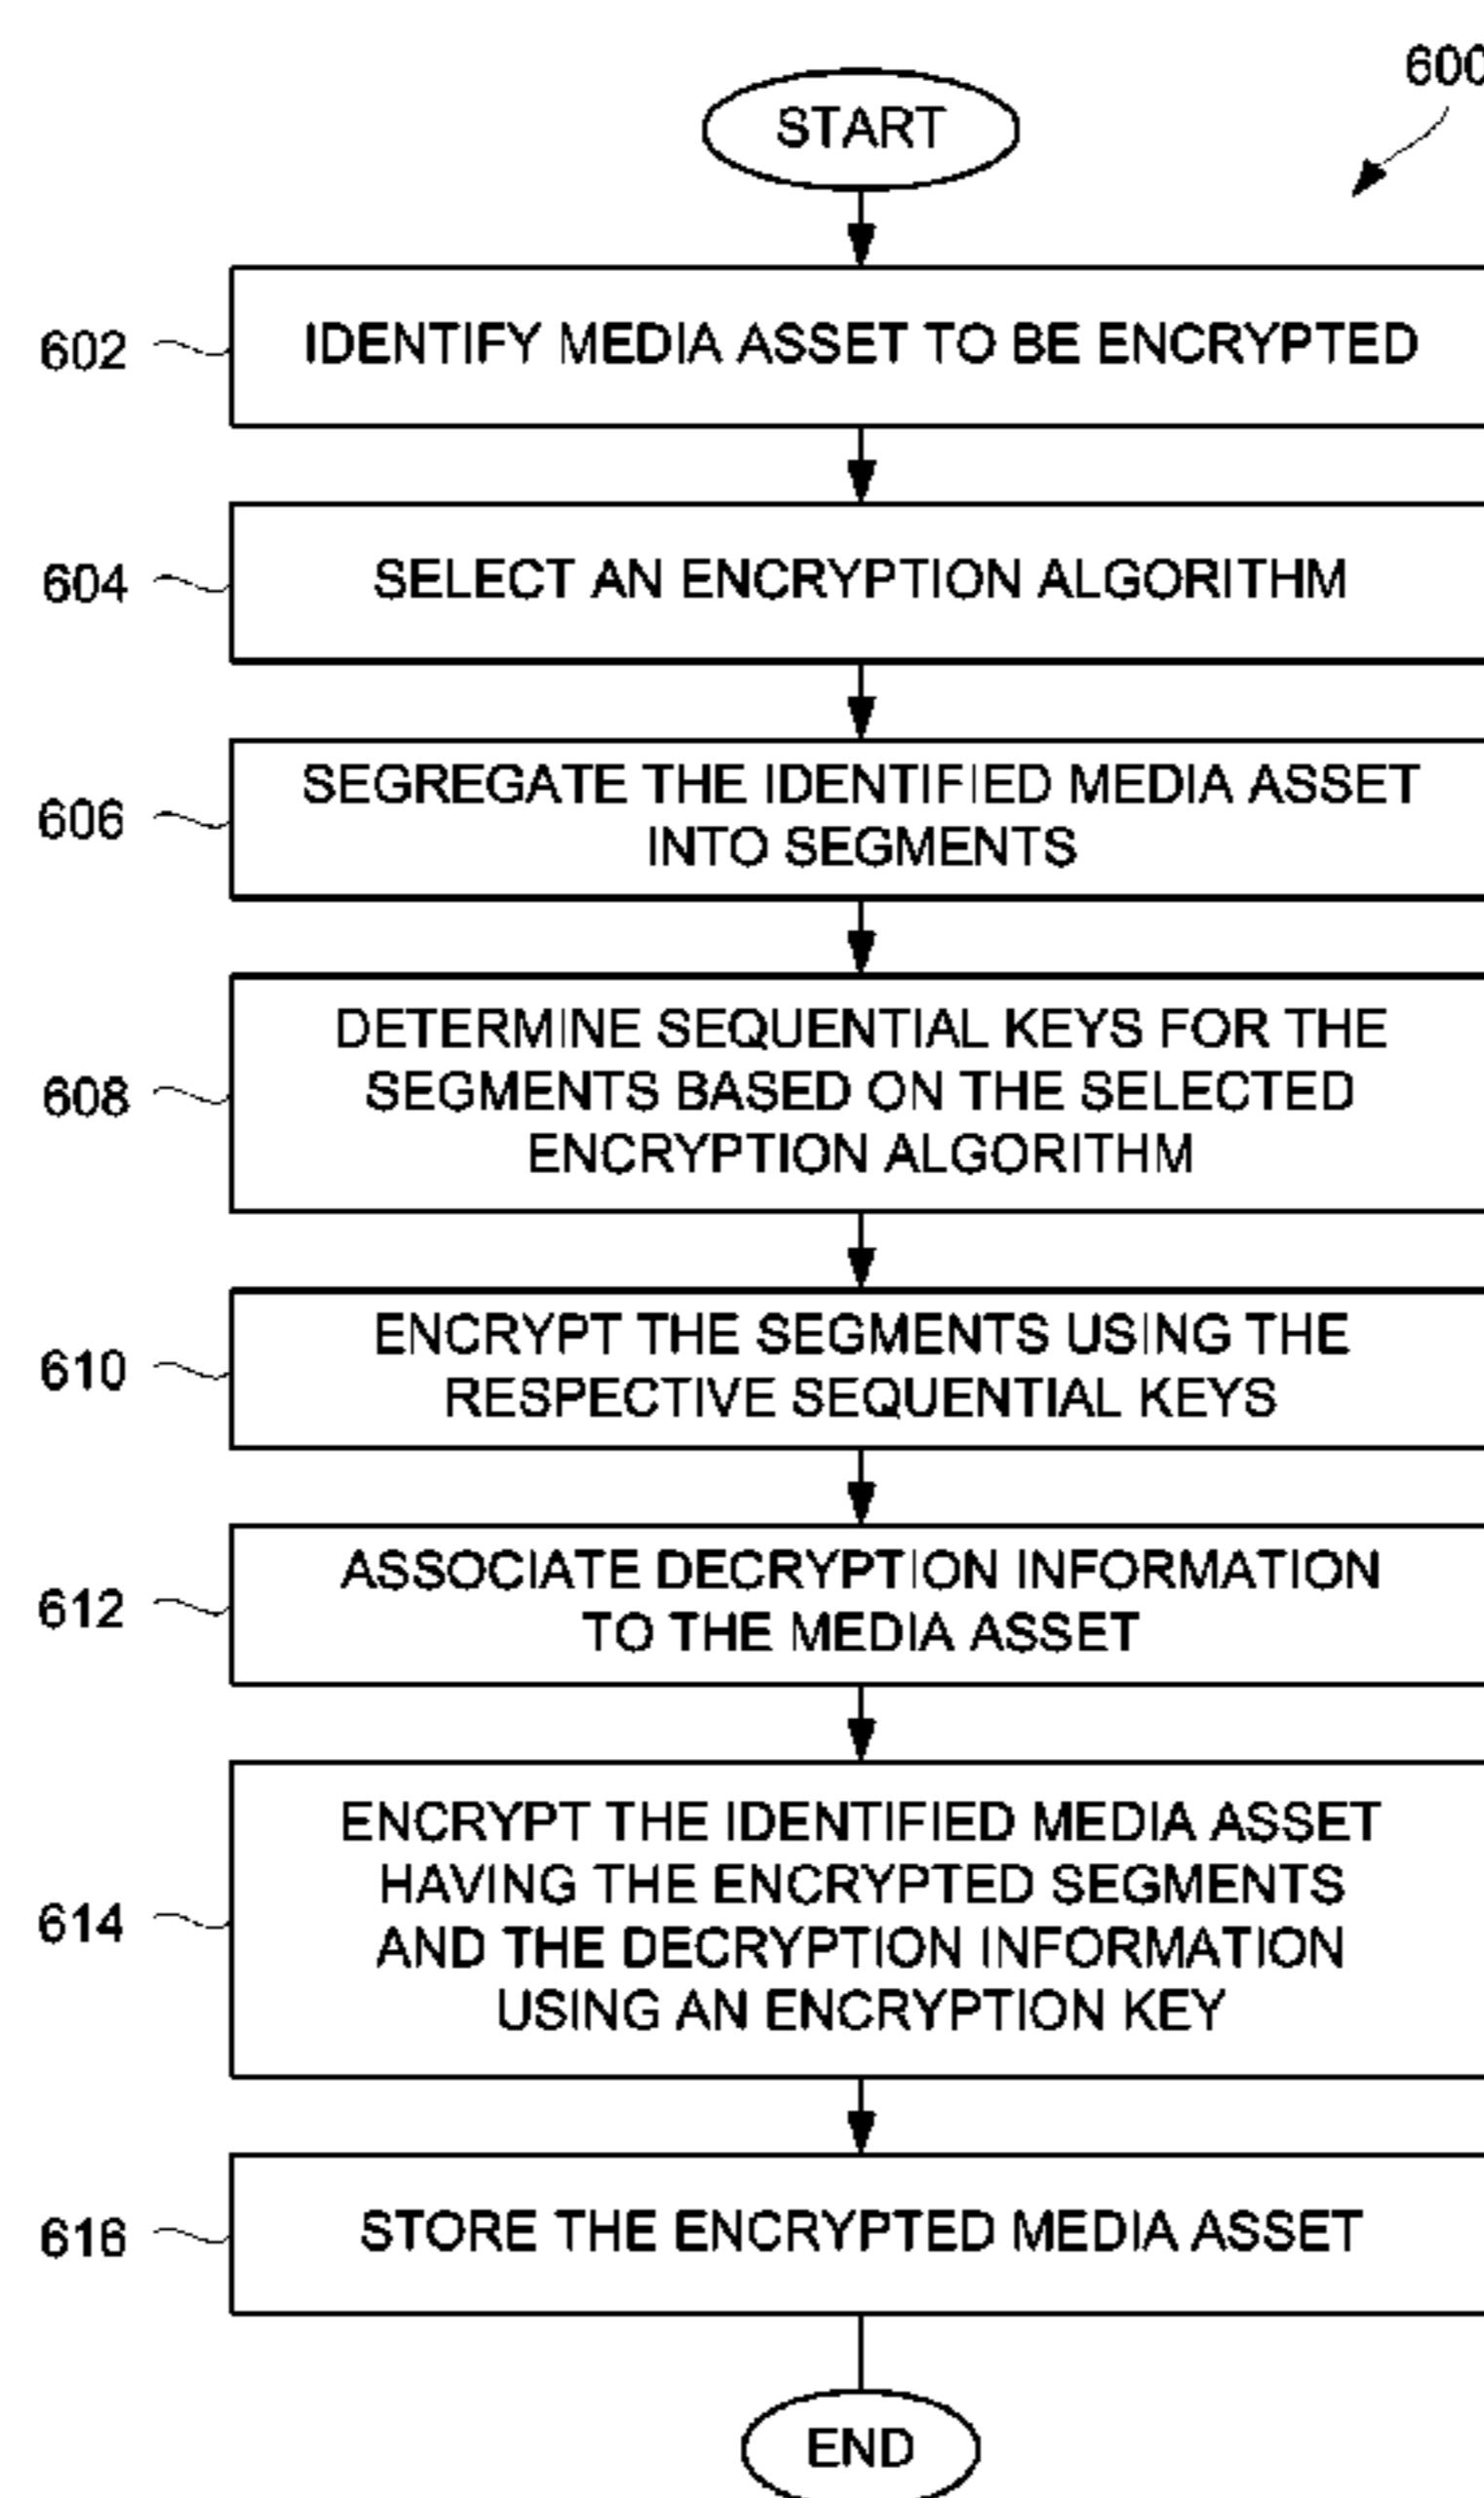 600
START
602
IDENTIFY MEDIA ASSET TO BE ENCRYPTED
604
SELECT AN ENCRYPTION ALGORITHM
606
SEGREGATE THE IDENTIFIED MEDIA ASSET
INTO SEGMENTS
608
DETERMINE SEQUENTIAL KEYS FOR THE
SEGMENTS BASED ON THE SELECTED
ENCRYPTION ALGORITHM
610
ENCRYPT THE SEGMENTS USING THE
RESPECTIVE SEQUENTIAL KEYS
612
ASSOCIATE DECRYPTION INFORMATION
TO THE MEDIA ASSET
614
ENCRYPT THE IDENTIFIED MEDIA ASSET
HAVING THE ENCRYPTED SEGMENTS
AND THE DECRYPTION INFORMATION
USING AN ENCRYPTION KEY
616
STORE THE ENCRYPTED MEDIA ASSET
END